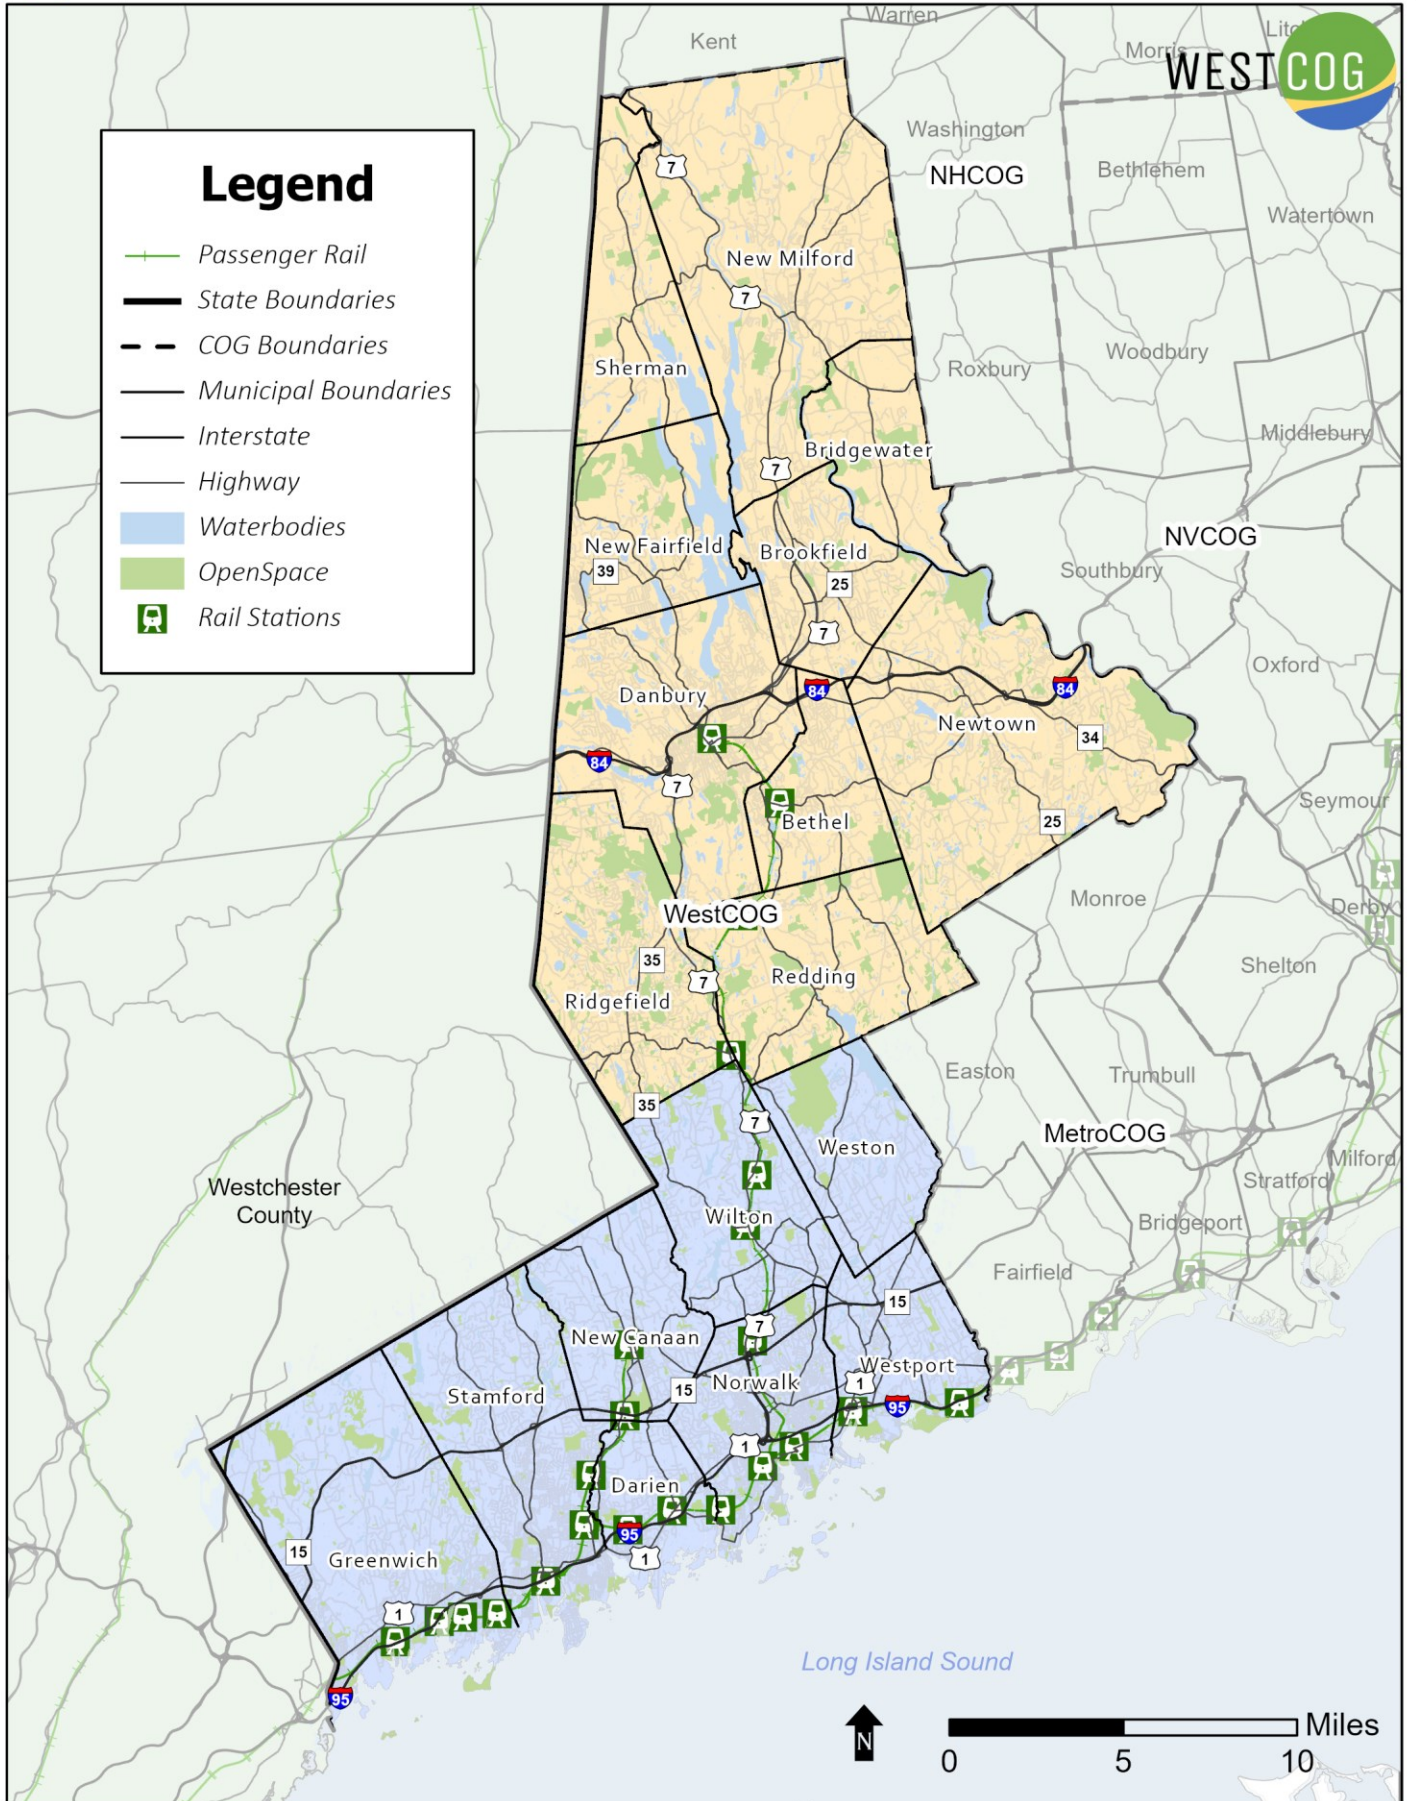 Warren
Kent
Litc
Morris
WESTCOG
Washington
NHCOG
Bethlehem
Watertown
Legend
Passenger Rail
State Boundaries
COG Boundaries
Municipal Boundaries
Interstate
Highway
Waterbodies
OpenSpace
Rail Stations
7
New Milford
7
Sherman
Roxbury
Woodbury
Middlebury
Bridgewater
7
NVCOG
New Fairfield
Brookfield
39
25
Southbury
7
Oxford
Danbury
84
84
Newtown
34
84
7
Seymour
Bethel
25
Monroe
Derby
WestCOG
35
7
Redding
Shelton
Ridgefield
Easton
Trumbull
35
7
MetroCOG
Weston
Milford
Westchester
County
Stratford
Wilton
Bridgeport
Fairfield
15
7
New Canaan
Westport
Stamford
15
Norwalk
1
95
1
Darien
95
1
15
Greenwich
1
95
Long Island Sound
N
Miles
0
5
10